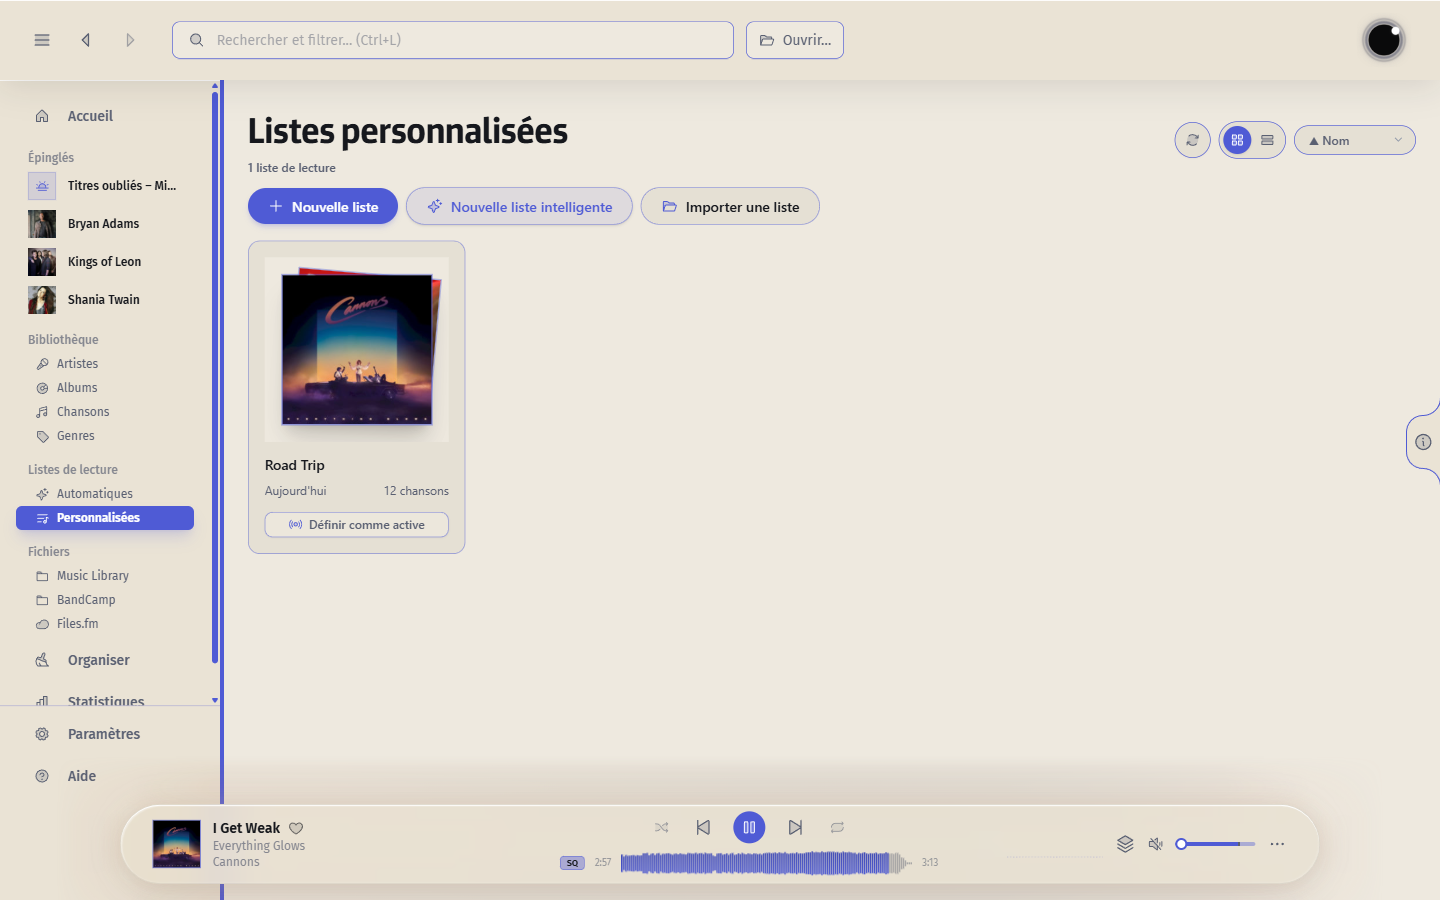 Rechercher et filtrer... (Ctrl+L)
Ouvrir...
Accueil
Épinglés
Titres oubliés – Mi...
Bryan Adams
Kings of Leon
Shania Twain
Bibliothèque
Artistes
Albums
Chansons
Genres
Listes de lecture
Automatiques
Personnalisées
Fichiers
Music Library
BandCamp
Files.fm
Organiser
Statistiques
Paramètres
Aide
Listes personnalisées
1 liste de lecture
▲ Nom
Nouvelle liste
Nouvelle liste intelligente
Importer une liste
Cannons
Road Trip
Aujourd'hui
12 chansons
Définir comme active
I Get Weak
Everything Glows
Cannons
SQ
2:57
3:13